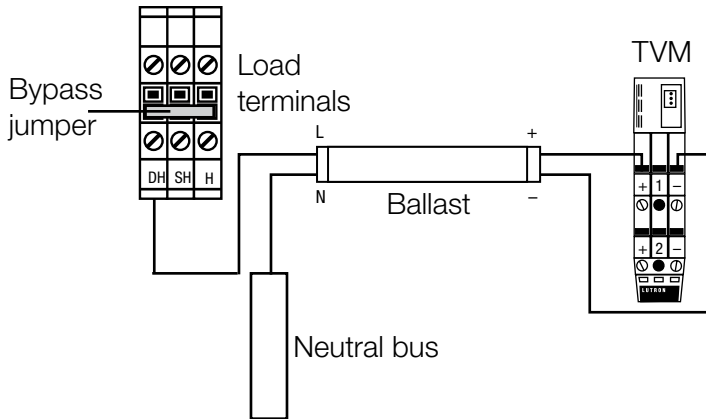 TVM
Load
terminals
Bypass
jumper
DH SH H
L +
N −
Ballast
+ 1 −
+ 2 −
LUTRON
Neutral bus